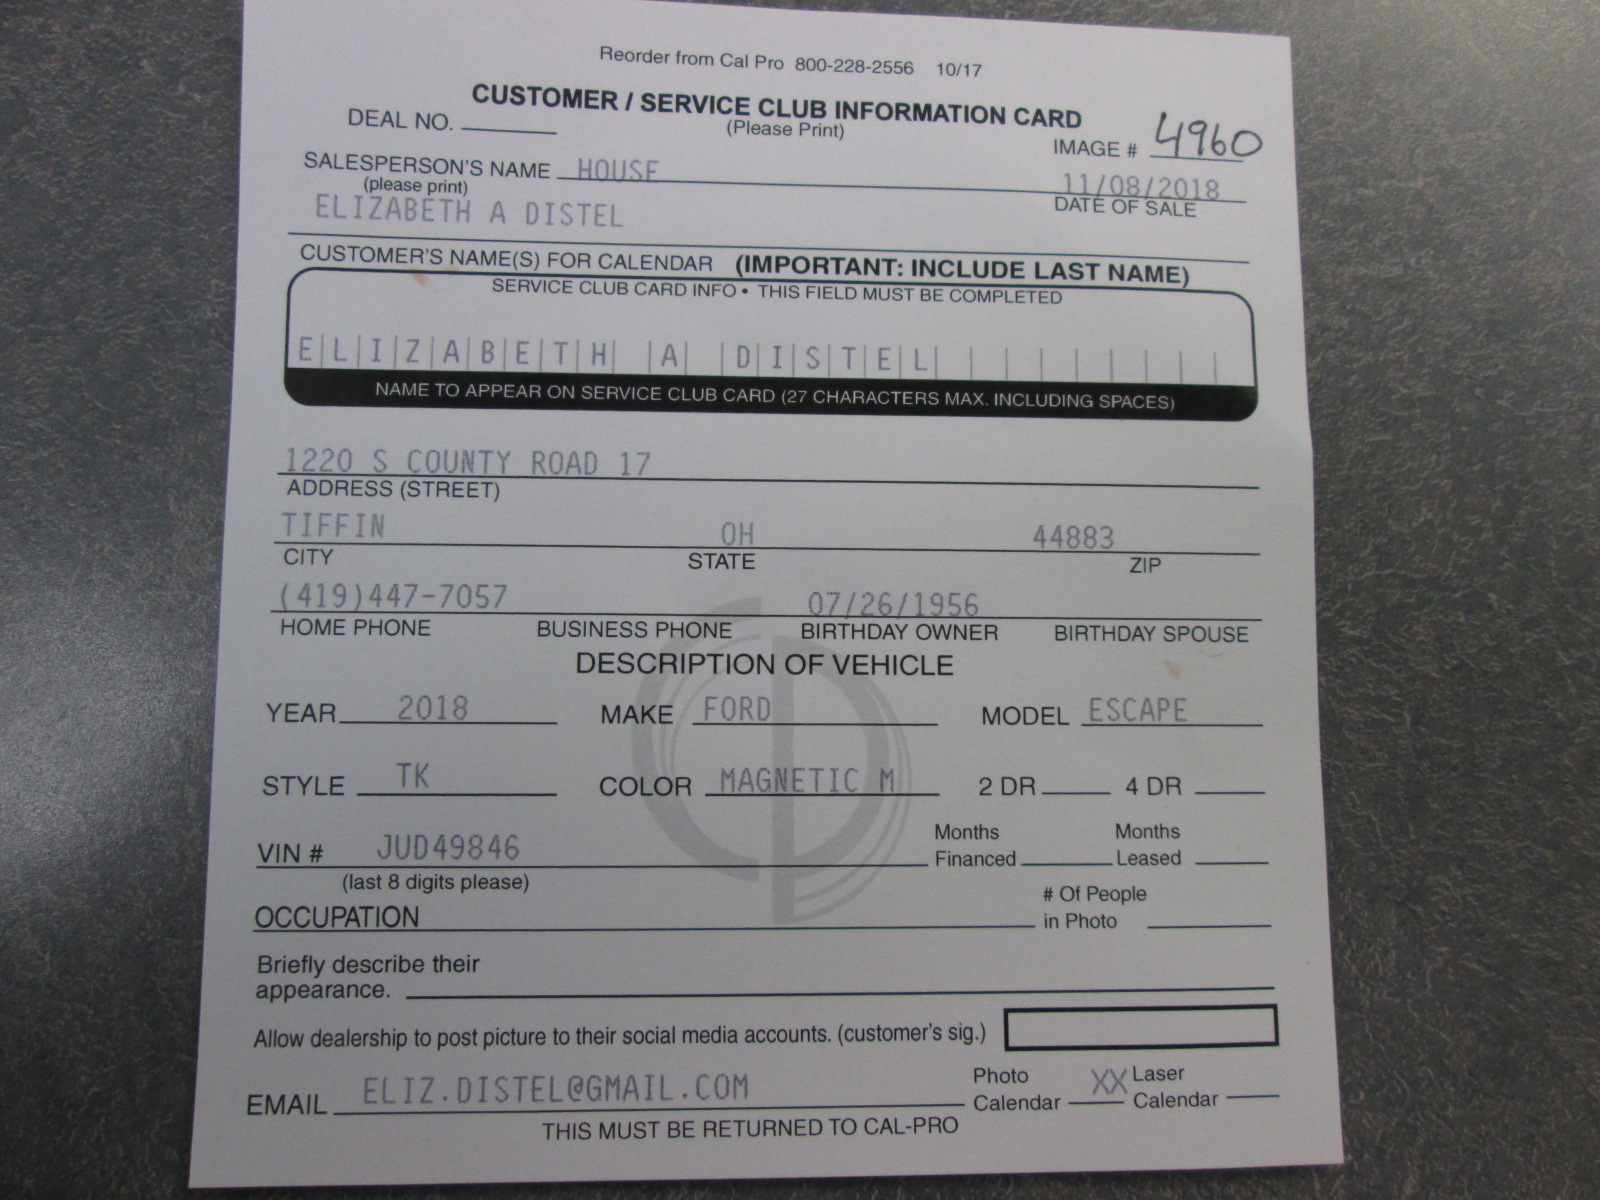 Reorder from Cal Pro 800-228-2556 10/17
CUSTOMER / SERVICE CLUB INFORMATION CARD
(Please Print)
DEAL NO.
IMAGE # 4960
SALESPERSON'S NAME HOUSE
(please print)
11/08/2018
DATE OF SALE
ELIZABETH A DISTEL
CUSTOMER'S NAME(S) FOR CALENDAR (IMPORTANT: INCLUDE LAST NAME)
SERVICE CLUB CARD INFO • THIS FIELD MUST BE COMPLETED
ELIZABETH A DISTEL
NAME TO APPEAR ON SERVICE CLUB CARD (27 CHARACTERS MAX. INCLUDING SPACES)
1220 S COUNTY ROAD 17
ADDRESS (STREET)
TIFFIN OH 44883
CITY STATE ZIP
(419)447-7057 07/26/1956
HOME PHONE BUSINESS PHONE BIRTHDAY OWNER BIRTHDAY SPOUSE
DESCRIPTION OF VEHICLE
YEAR 2018 MAKE FORD MODEL ESCAPE
STYLE TK COLOR MAGNETIC M 2 DR 4 DR
VIN # JUD49846 Months Financed Months Leased
(last 8 digits please)
OCCUPATION # Of People in Photo
Briefly describe their
appearance.
Allow dealership to post picture to their social media accounts. (customer's sig.)
EMAIL ELIZ.DISTEL@GMAIL.COM Photo Calendar XX Laser Calendar
THIS MUST BE RETURNED TO CAL-PRO